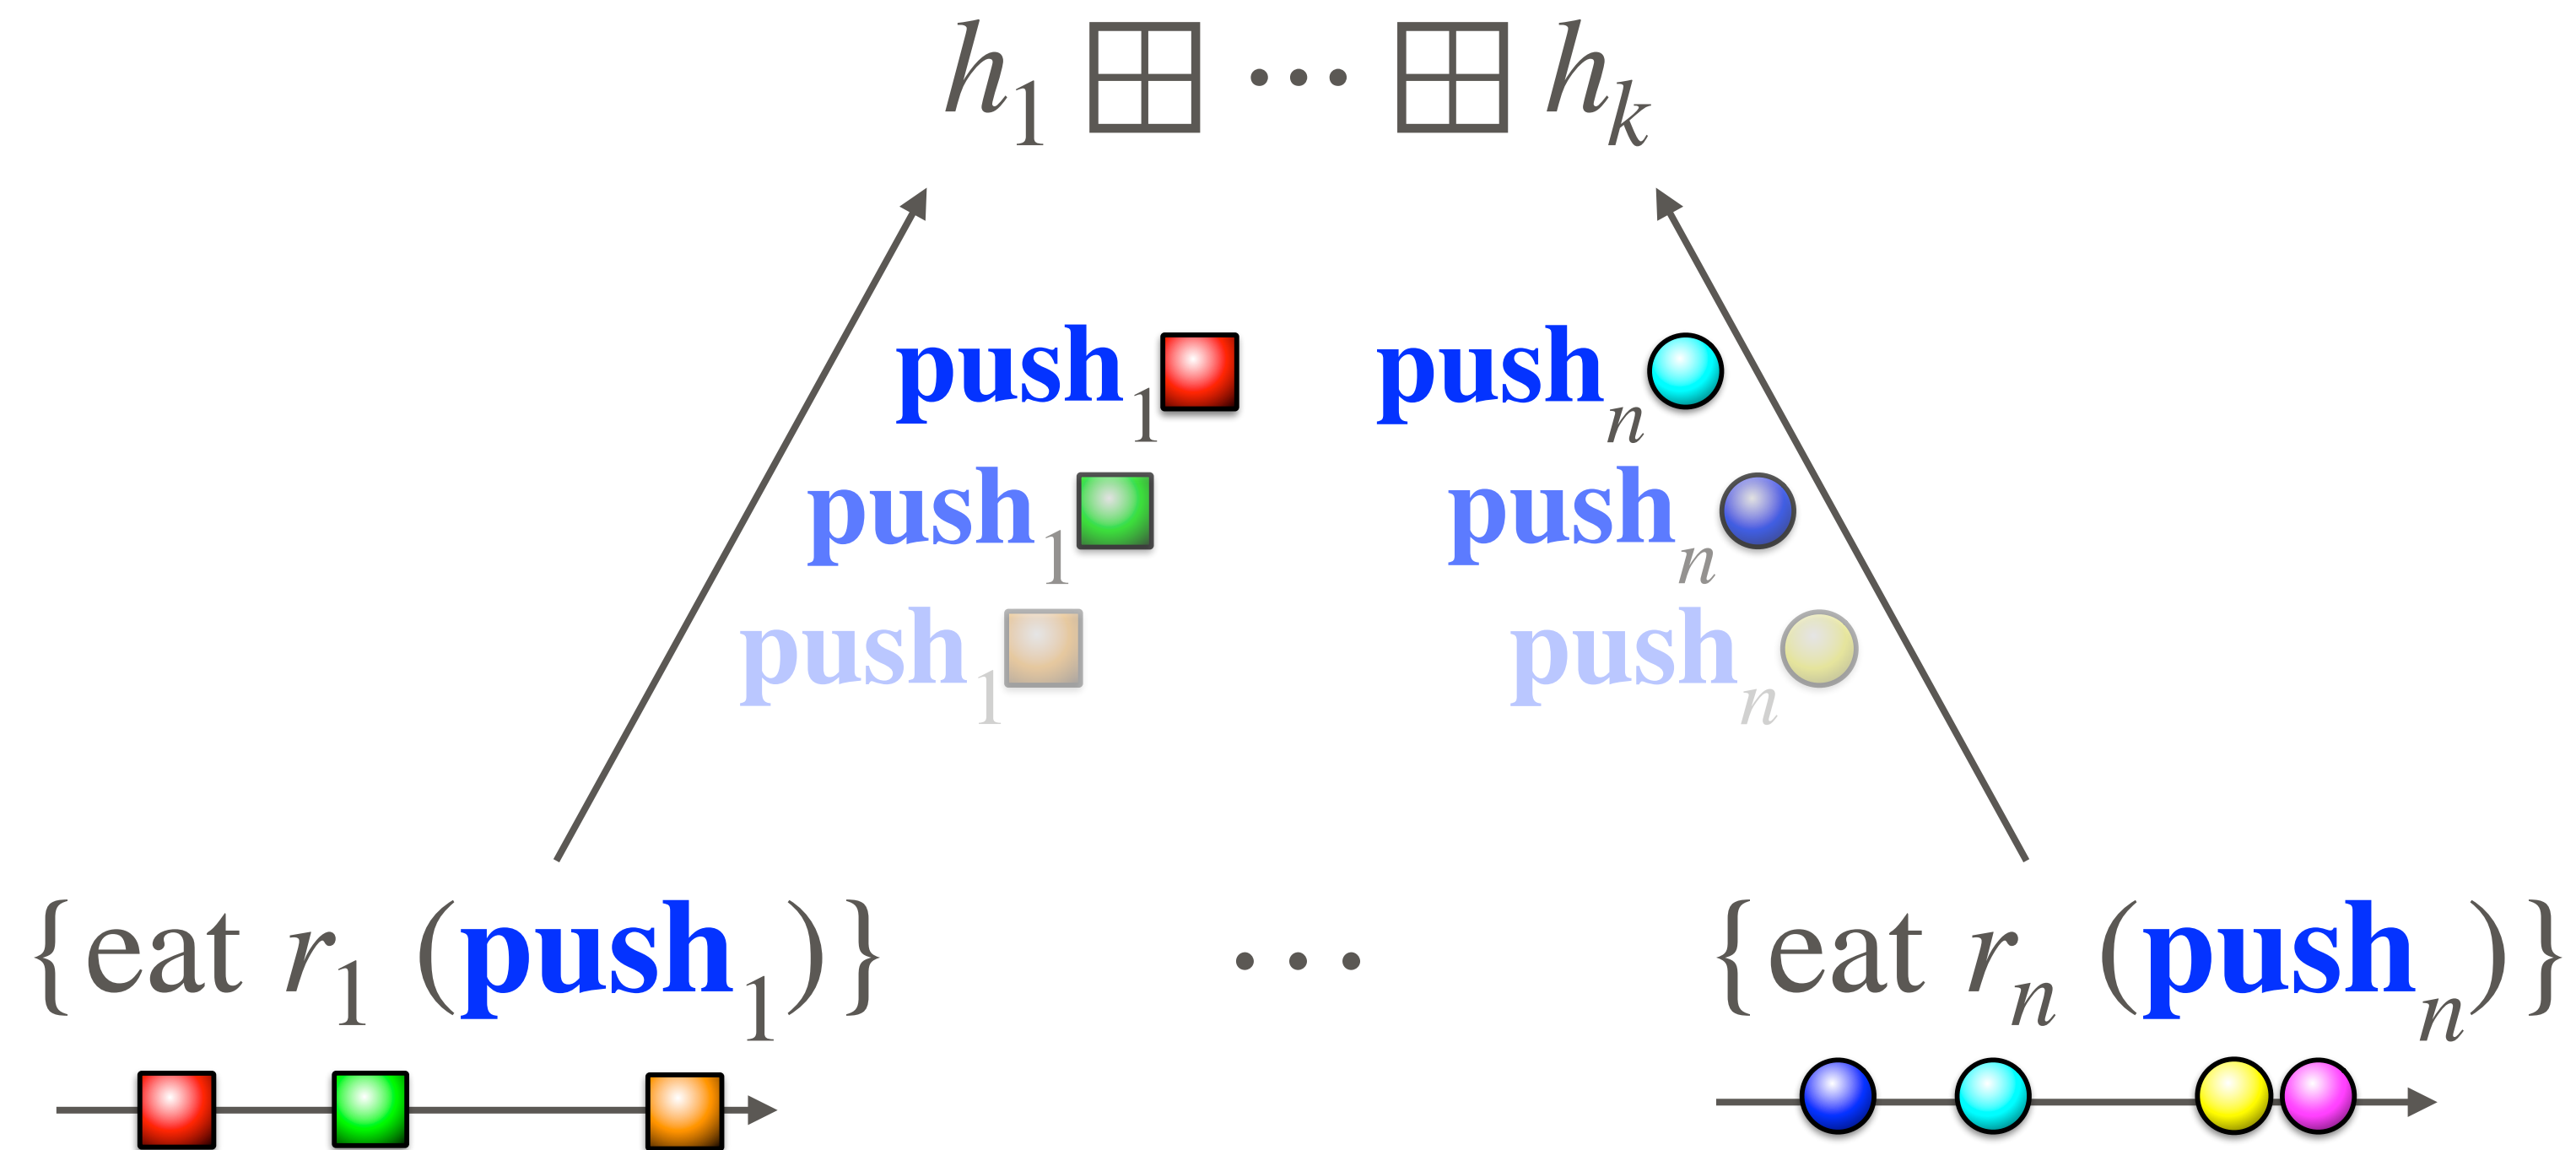 h₁ ⊞ ⋯ ⊞ hₖ
push₁ pushₙ
push₁ pushₙ
push₁ pushₙ
{eat r₁ (push₁)} ⋯ {eat rₙ (pushₙ)}